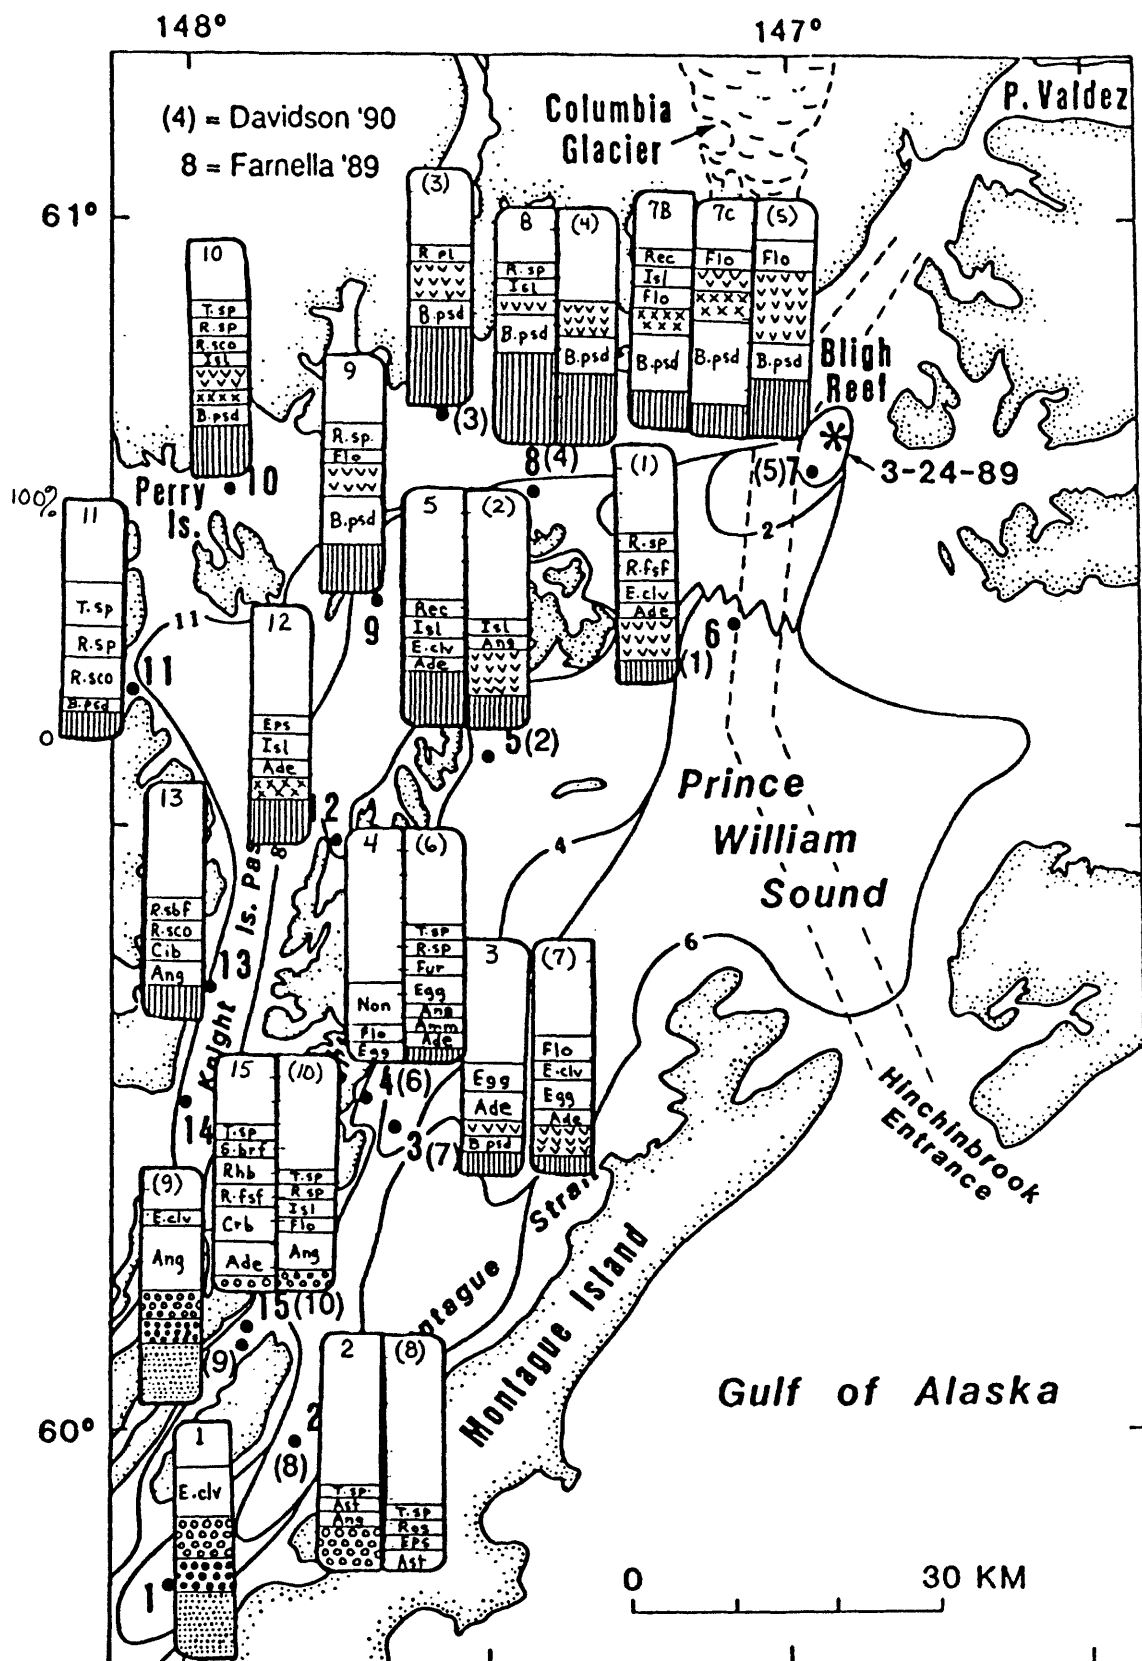 148°
147°
(4) = Davidson '90
8 = Farnella '89
Columbia
Glacier
P. Valdez
61°
(3)
R.pl
B.psd
8
R.sp
Isl
B.psd
(4)
B.psd
7B
Rec
Isl
Flo
B.psd
7C
Flo
B.psd
(5)
Flo
B.psd
10
T.sp
R.sp
R.sco
Isl
B.psd
9
R.sp
Flo
B.psd
Bligh
Reef
(3)
8(4)
(5)7
3-24-89
2
10
Perry
Is.
100%
0
11
T.sp
R.sp
R.sco
B.psd
11
11
5
Rec
Isl
E.clv
Ade
(2)
Isl
Ang
(1)
R.sp
R.fsf
E.clv
Ade
9
6
(1)
12
Eps
Isl
Ade
12
8
5(2)
Prince
William
Sound
4
6
13
R.sbf
R.sco
Cib
Ang
13
Knight Is. Pas
4
Non
Flo
Egg
(6)
T.sp
R.sp
Fur
Egg
Ang
Amm
Ade
3
Egg
Ade
B.psd
(7)
Flo
E.clv
Egg
Ade
4(6)
3(7)
14
15
T.sp
S.brf
Rhb
R.fsf
Crb
Ade
(10)
T.sp
R.sp
Isl
Flo
Ang
Hinchinbrook
Entrance
(9)
E.clv
Ang
15(10)
(9)
ntague Strait
Montague Island
Gulf of Alaska
60°
2
(8)
2
T.sp
Ast
Ang
(8)
T.sp
Ros
Eps
Ast
1
E.clv
1
0
30 KM